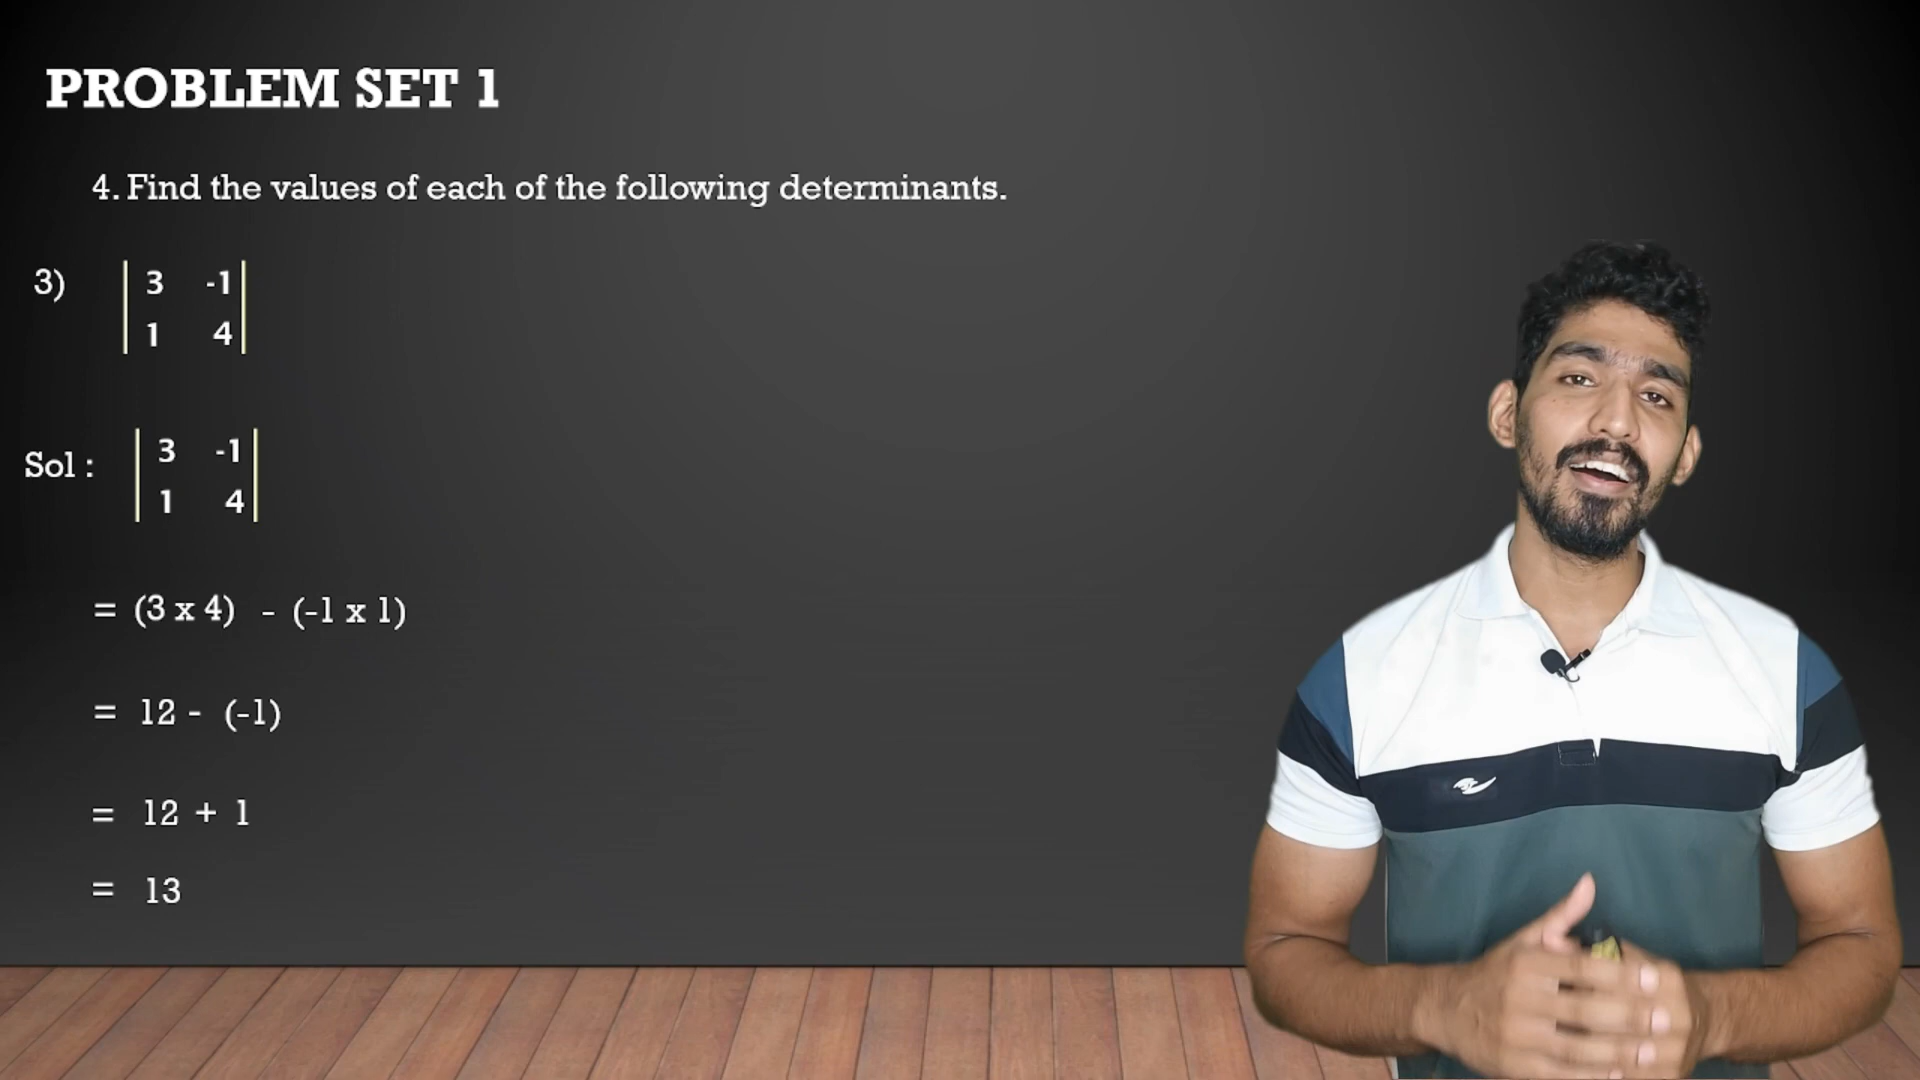 PROBLEM SET 1
4. Find the values of each of the following determinants.
3) | 3 -1 |
| 1 4 |
Sol : | 3 -1 |
| 1 4 |
= (3 x 4) - (-1 x 1)
= 12 - (-1)
= 12 + 1
= 13